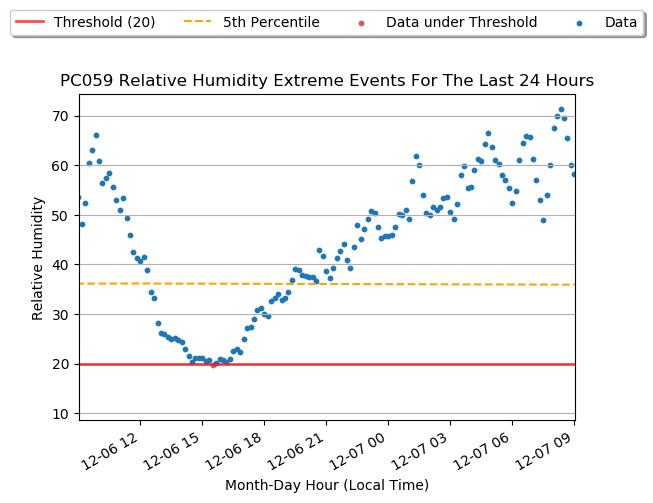 Threshold (20) 5th Percentile Data under Threshold Data
PC059 Relative Humidity Extreme Events For The Last 24 Hours
70
60
50
40
30
20
10
Relative Humidity
12-06 12 12-06 15 12-06 18 12-06 21 12-07 00 12-07 03 12-07 06 12-07 09
Month-Day Hour (Local Time)